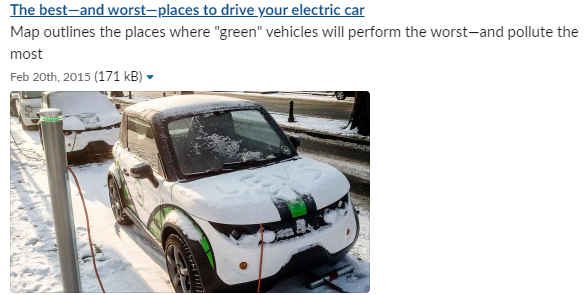 The best—and worst—places to drive your electric car
Map outlines the places where "green" vehicles will perform the worst—and pollute the
most
Feb 20th, 2015 (171 kB)